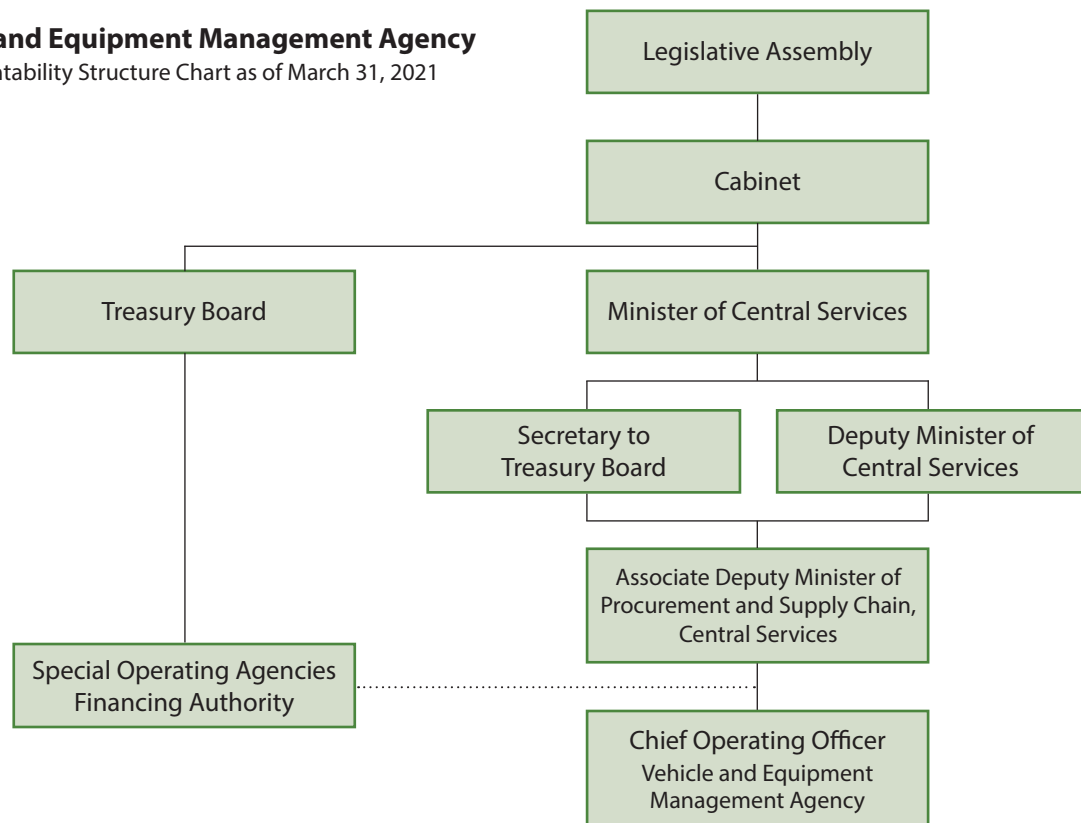 and Equipment Management Agency
tability Structure Chart as of March 31, 2021
Legislative Assembly
Cabinet
Treasury Board
Minister of Central Services
Secretary to
Treasury Board
Deputy Minister of
Central Services
Associate Deputy Minister of
Procurement and Supply Chain,
Central Services
Special Operating Agencies
Financing Authority
Chief Operating Officer
Vehicle and Equipment
Management Agency